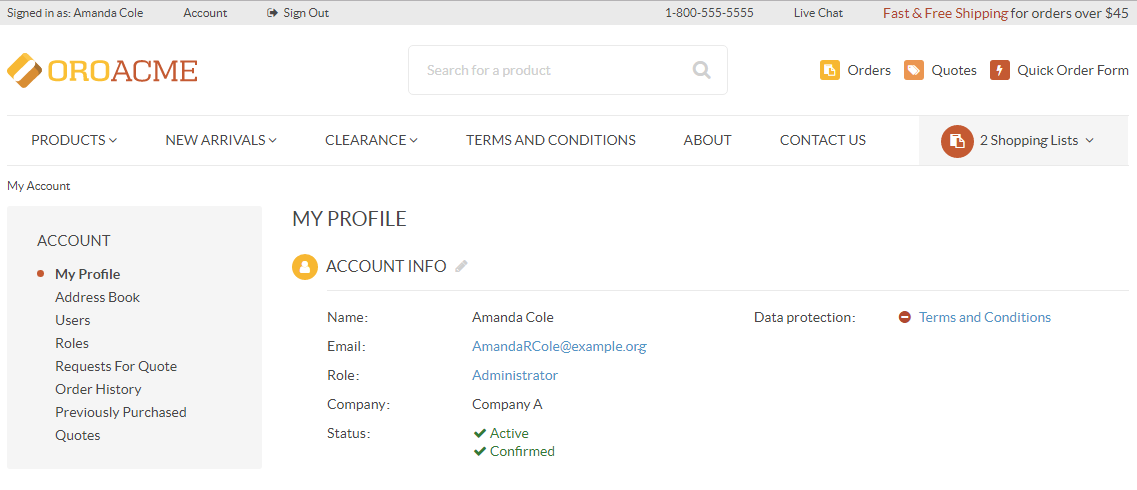 Signed in as: Amanda Cole Account Sign Out 1-800-555-5555 Live Chat Fast & Free Shipping for orders over $45
OROACME Search for a product Orders Quotes Quick Order Form
PRODUCTS NEW ARRIVALS CLEARANCE TERMS AND CONDITIONS ABOUT CONTACT US 2 Shopping Lists
My Account
ACCOUNT
My Profile
Address Book
Users
Roles
Requests For Quote
Order History
Previously Purchased
Quotes
MY PROFILE
ACCOUNT INFO
Name: Amanda Cole Data protection: Terms and Conditions
Email: AmandaRCole@example.org
Role: Administrator
Company: Company A
Status: Active
Confirmed